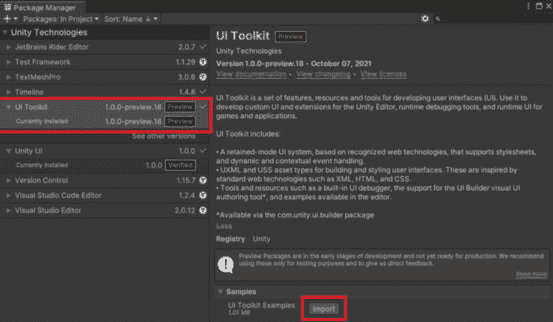 Package Manager
+ Packages: In Project Sort: Name ↓
Unity Technologies
JetBrains Rider Editor 2.0.7
Test Framework 1.1.29
TextMeshPro 3.0.6
Timeline 1.4.8
UI Toolkit 1.0.0-preview.18 Preview
Currently Installed 1.0.0-preview.18 Preview
See other versions
Unity UI 1.0.0
Currently Installed 1.0.0 Verified
Version Control 1.15.7
Visual Studio Code Editor 1.2.4
Visual Studio Editor 2.0.12
UI Toolkit Preview
Unity Technologies
Version 1.0.0-preview.18 - October 07, 2021
View documentation • View changelog • View licenses
UI Toolkit is a set of features, resources and tools for developing user interfaces (UI). Use it to
develop custom UI and extensions for the Unity Editor, runtime debugging tools, and runtime UI for
games and applications.
UI Toolkit includes:
• A retained-mode UI system, based on recognized web technologies, that supports stylesheets,
and dynamic and contextual event handling.
• UXML and USS asset types for building and styling user interfaces. These are inspired by
standard web technologies such as XML, HTML, and CSS.
• Tools and resources such as a built-in UI debugger, the support for the UI Builder visual UI
authoring tool*, and examples available in the editor.
*Available via the com.unity.ui.builder package
Less
Registry Unity
Preview Packages are in the early stages of development and not yet ready for production. We recommend
using these only for testing purposes and to give us direct feedback.
Read more
Samples
UI Toolkit Examples Import
1.01 MB